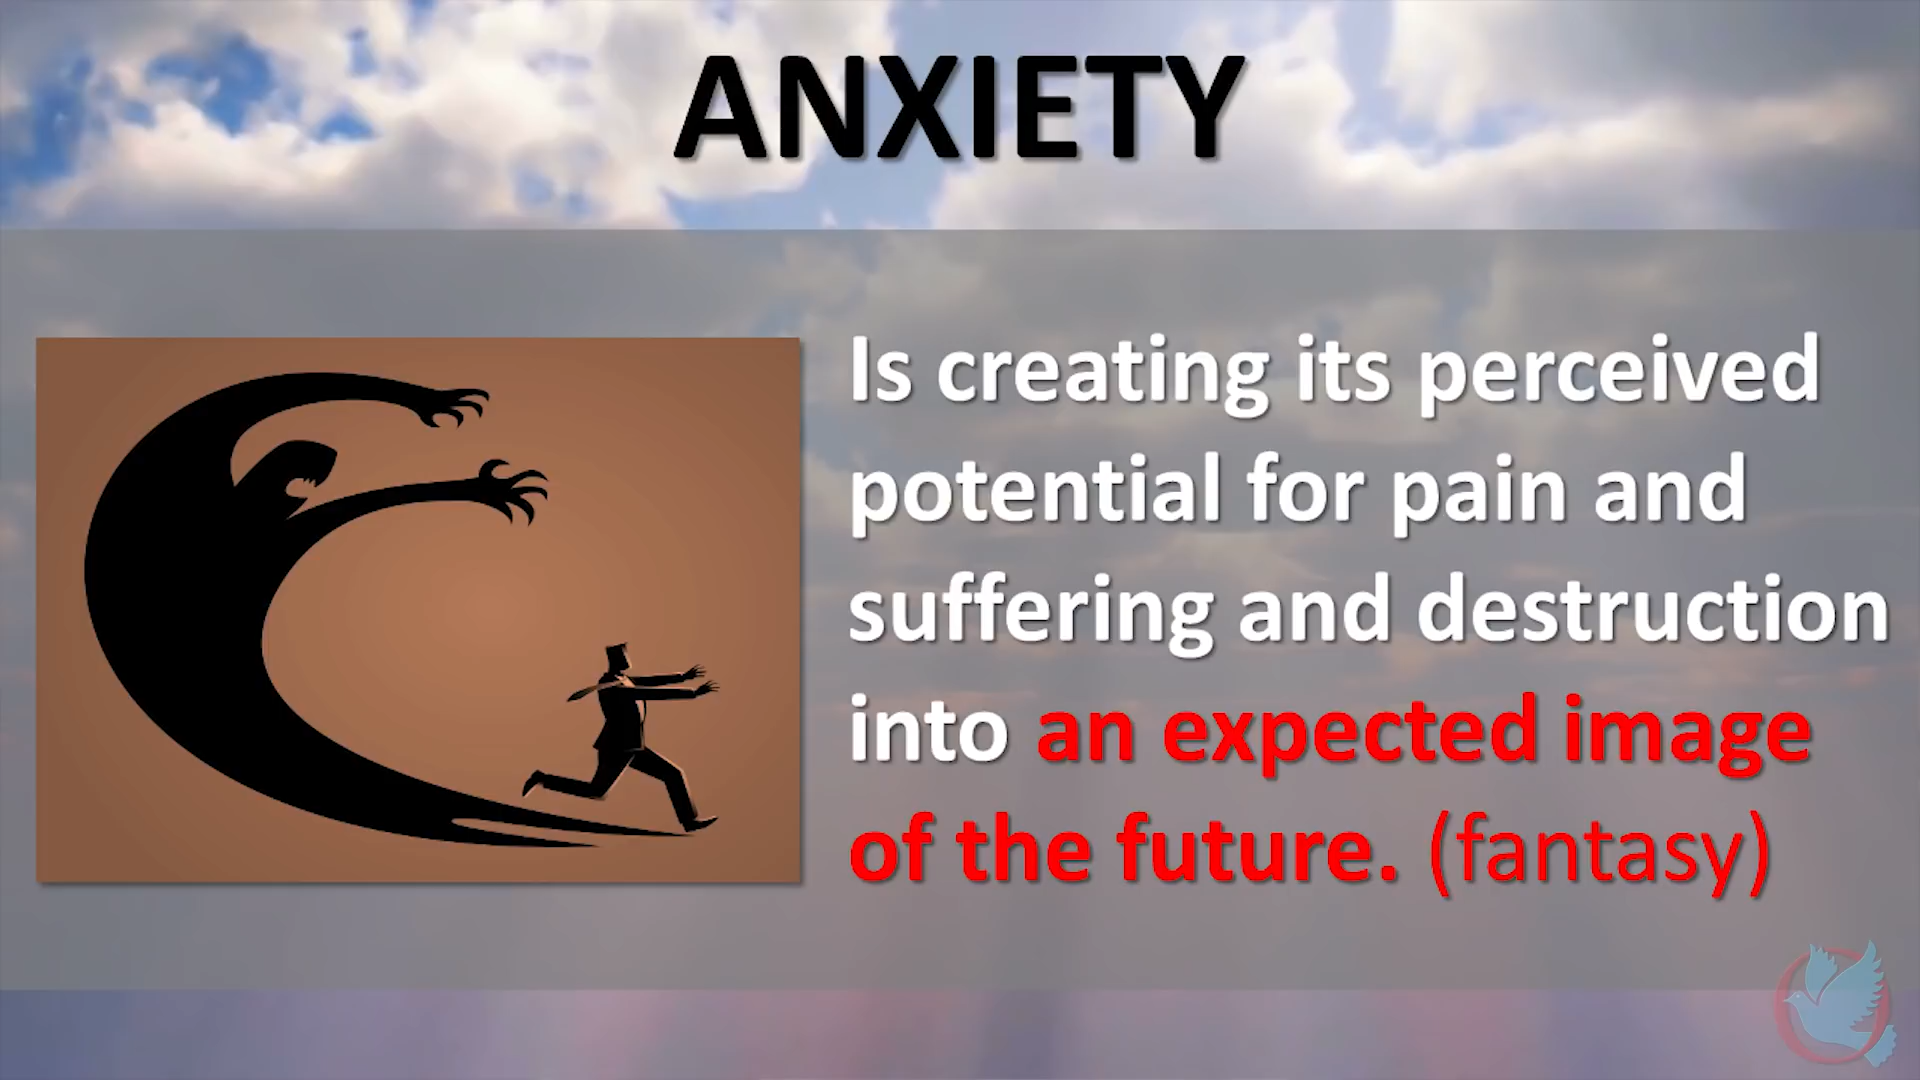 ANXIETY
Is creating its perceived
potential for pain and
suffering and destruction
into an expected image
of the future. (fantasy)